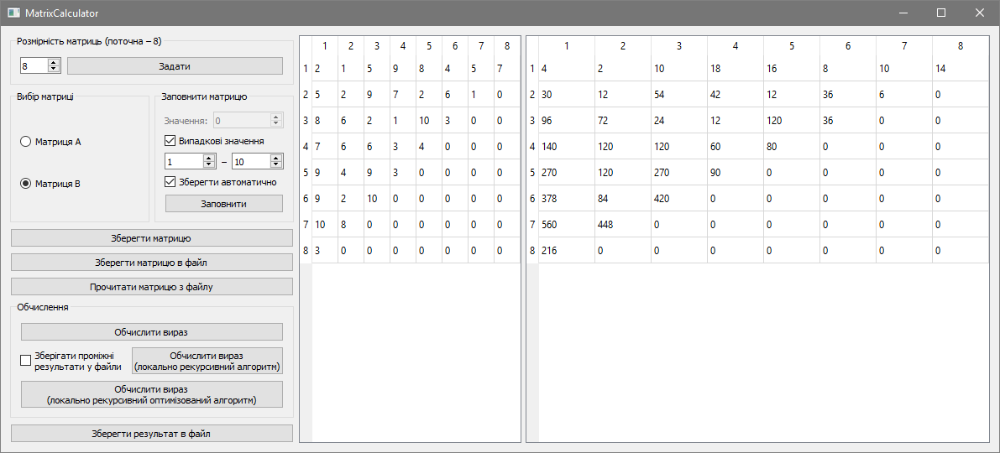 MatrixCalculator
Розмірність матриць (поточна – 8)
8
Задати
Вибір матриці
Матриця A
Матриця B
Заповнити матрицю
Значення: 0
Випадкові значення
1 – 10
Зберегти автоматично
Заповнити
Зберегти матрицю
Зберегти матрицю в файл
Прочитати матрицю з файлу
Обчислення
Обчислити вираз
Зберігати проміжні
результати у файли
Обчислити вираз
(локально рекурсивний алгоритм)
Обчислити вираз
(локально рекурсивний оптимізований алгоритм)
Зберегти результат в файл
1 2 3 4 5 6 7 8
1 2 1 5 9 8 4 5 7
2 5 2 9 7 2 6 1 0
3 8 6 2 1 10 3 0 0
4 7 6 6 3 4 0 0 0
5 9 4 9 3 0 0 0 0
6 9 2 10 0 0 0 0 0
7 10 8 0 0 0 0 0 0
8 3 0 0 0 0 0 0 0
1 2 3 4 5 6 7 8
1 4 2 10 18 16 8 10 14
2 30 12 54 42 12 36 6 0
3 96 72 24 12 120 36 0 0
4 140 120 120 60 80 0 0 0
5 270 120 270 90 0 0 0 0
6 378 84 420 0 0 0 0 0
7 560 448 0 0 0 0 0 0
8 216 0 0 0 0 0 0 0